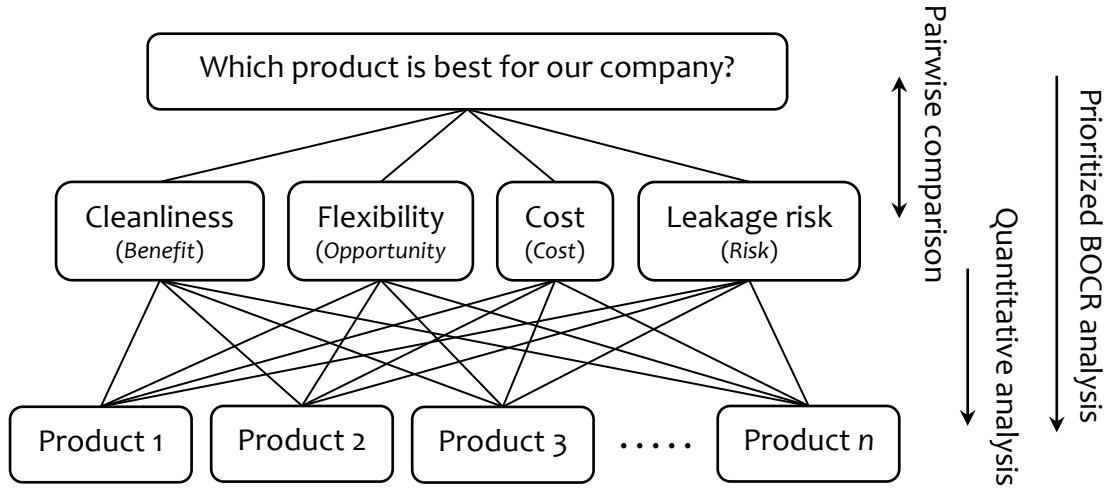 Which product is best for our company?
Cleanliness
(Benefit)
Flexibility
(Opportunity
Cost
(Cost)
Leakage risk
(Risk)
Product 1
Product 2
Product 3
.....
Product n
Pairwise comparison
Quantitative analysis
Prioritized BOCR analysis